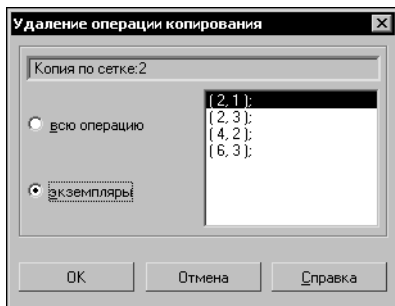 Удаление операции копирования
Копия по сетке:2
всю операцию
экземпляры
( 2, 1 );
( 2, 3 );
( 4, 2 );
( 6, 3 );
OK
Отмена
Справка